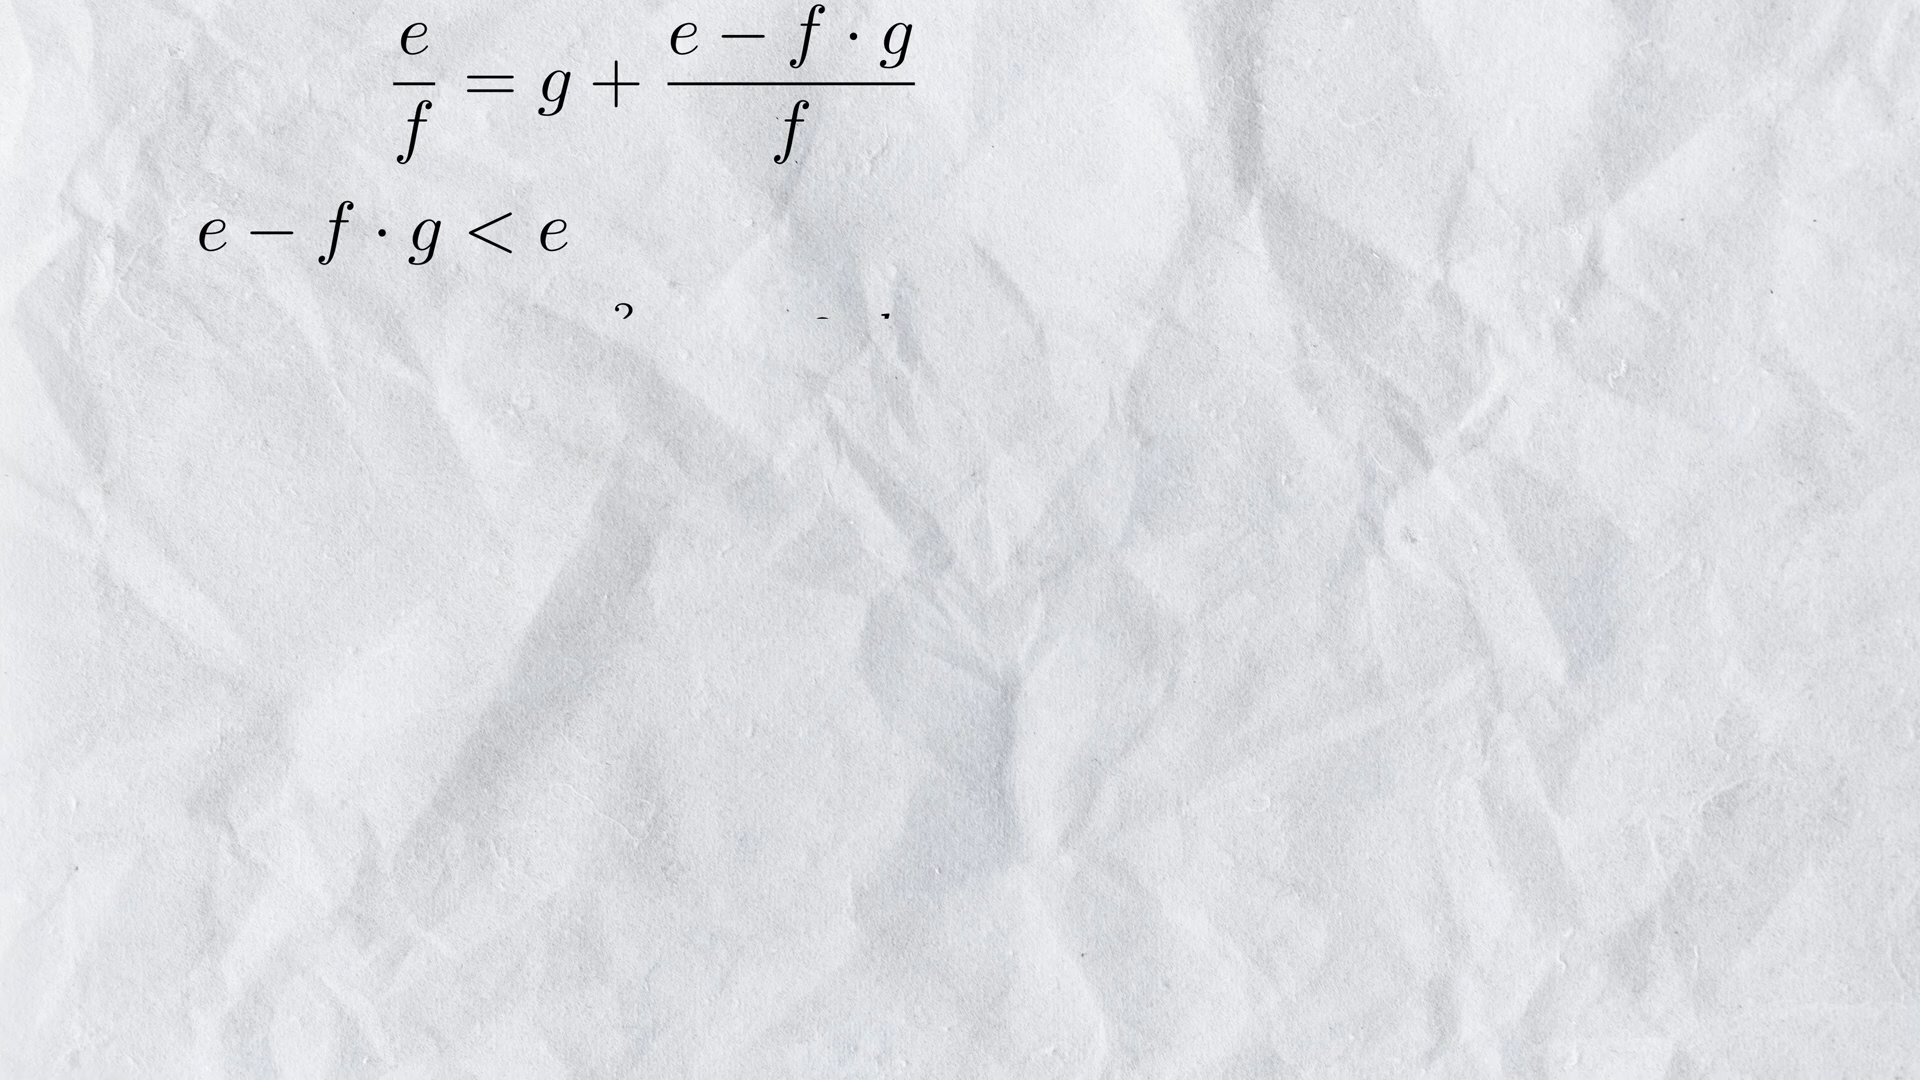 e/f = g + (e − f · g)/f
e − f · g < e